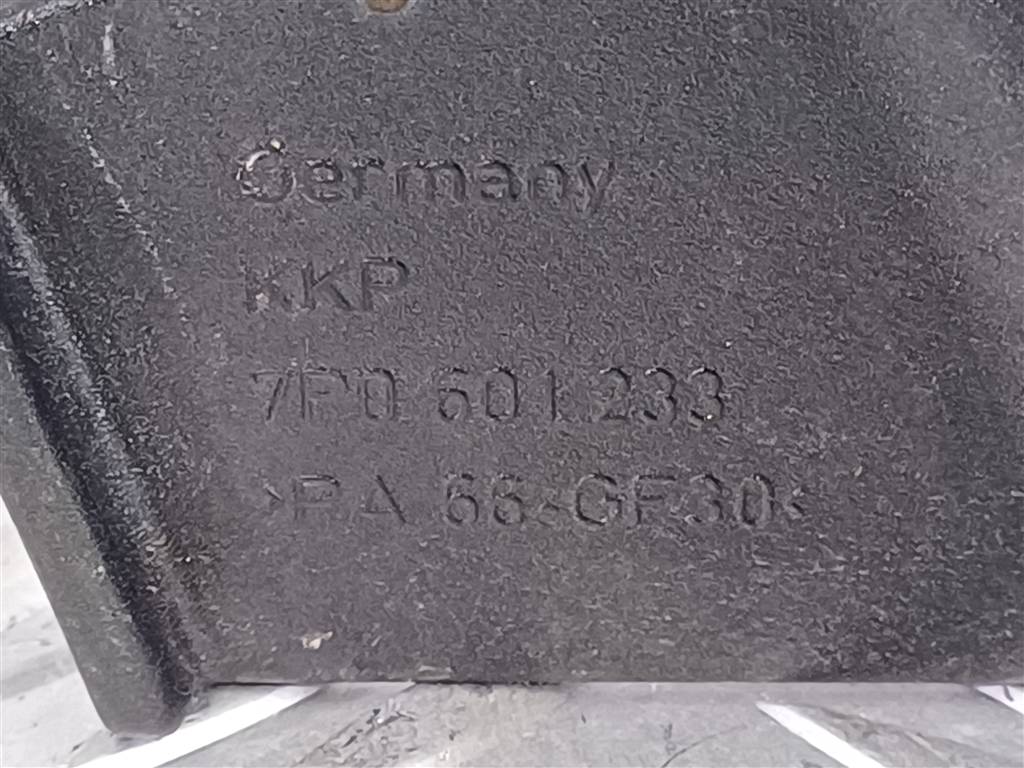 Germany
KKP
7P0 601 233
>PA 66-GF30<